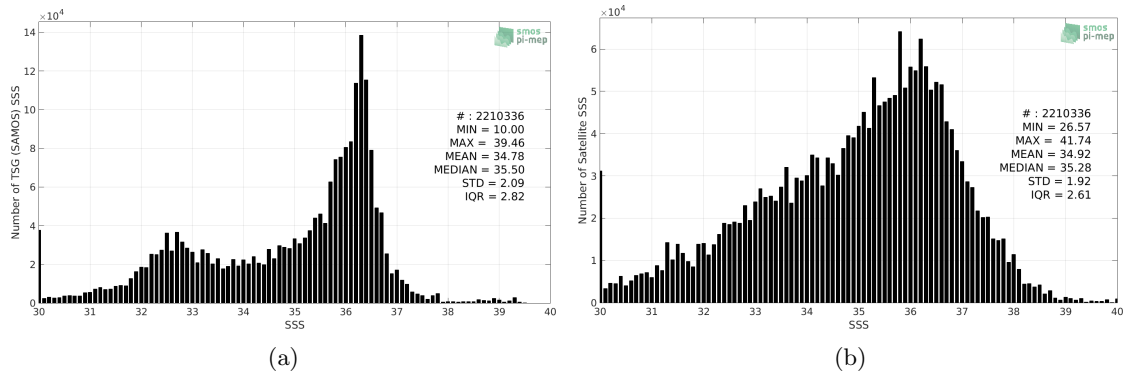 ×10⁴
14
12
10
8
6
4
2
0
Number of TSG (SAMOS) SSS
30 31 32 33 34 35 36 37 38 39 40
SSS
smos
pi-mep
# : 2210336
MIN = 10.00
MAX = 39.46
MEAN = 34.78
MEDIAN = 35.50
STD = 2.09
IQR = 2.82
(a)
×10⁴
6
5
4
3
2
1
0
Number of Satellite SSS
30 31 32 33 34 35 36 37 38 39 40
SSS
smos
pi-mep
# : 2210336
MIN = 26.57
MAX = 41.74
MEAN = 34.92
MEDIAN = 35.28
STD = 1.92
IQR = 2.61
(b)